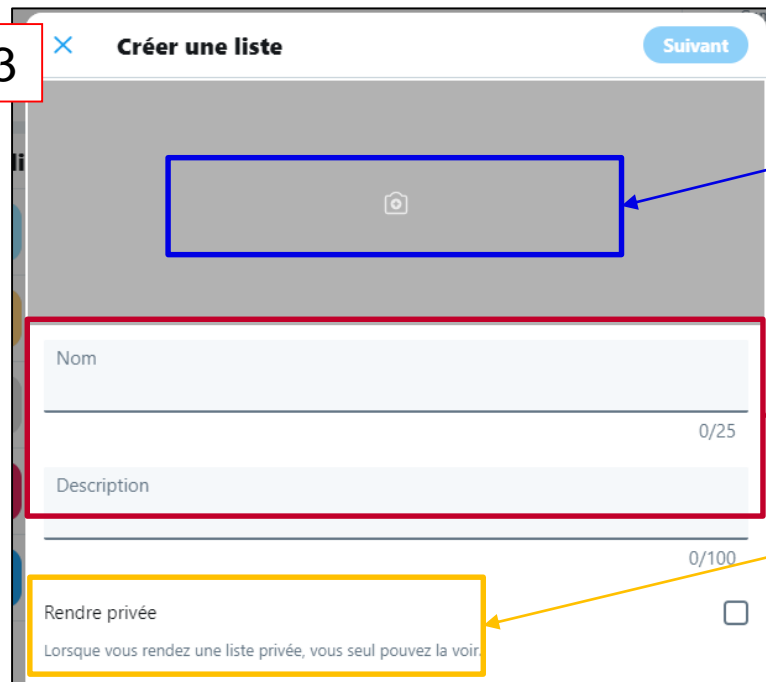 3
Créer une liste
Suivant
li
Nom
0/25
Description
0/100
Rendre privée
Lorsque vous rendez une liste privée, vous seul pouvez la voir.